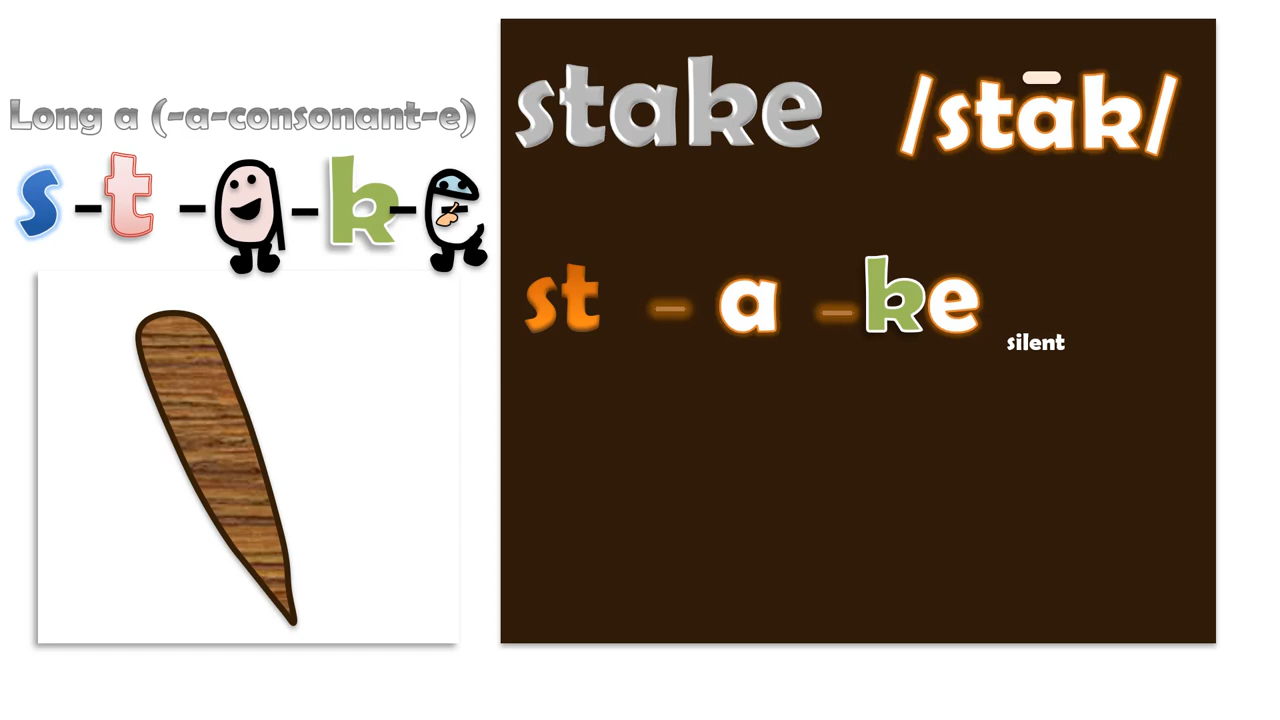 Long a (-a-consonant-e)
s-t-a-k-e
stake /stāk/
st - a - ke
silent